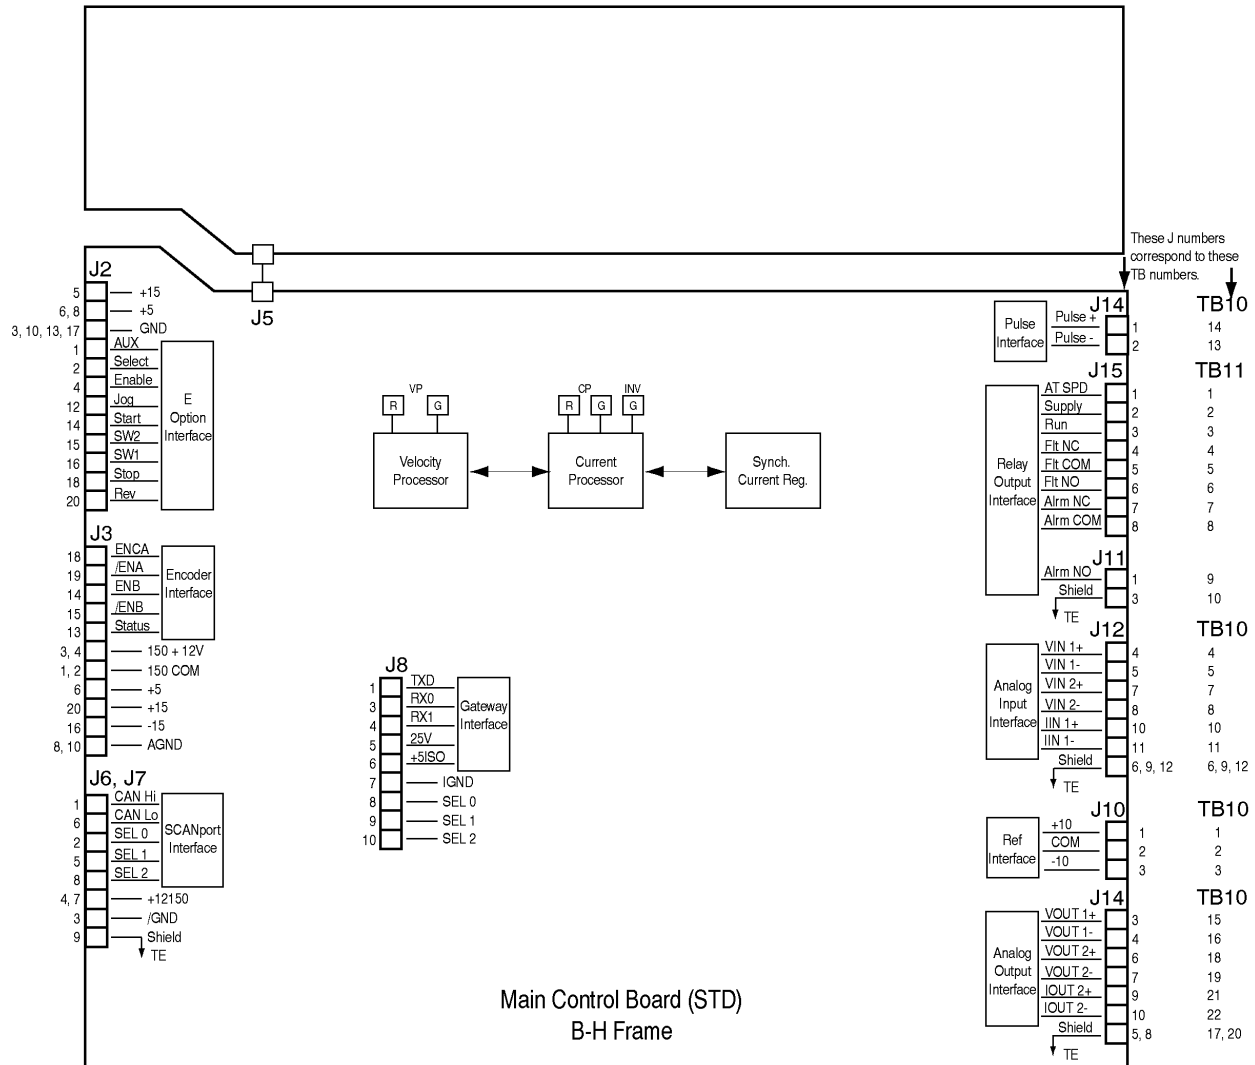 These J numbers
correspond to these
TB numbers.
J2
5 +15
6, 8 +5
3, 10, 13, 17 GND
1 AUX
2 Select
4 Enable
12 Jog
14 Start
15 SW2
16 SW1
18 Stop
20 Rev
E
Option
Interface
J5
VP
R G
Velocity
Processor
CP INV
R G G
Current
Processor
Synch.
Current Reg.
J3
18 ENCA
19 /ENA
14 ENB
15 /ENB
13 Status
Encoder
Interface
3, 4 150 + 12V
1, 2 150 COM
6 +5
20 +15
16 -15
8, 10 AGND
J6, J7
1 CAN Hi
6 CAN Lo
2 SEL 0
5 SEL 1
8 SEL 2
SCANport
Interface
4, 7 +12150
3 /GND
9 Shield
TE
J8
1 TXD
3 RX0
4 RX1
5 25V
6 +5ISO
Gateway
Interface
7 IGND
8 SEL 0
9 SEL 1
10 SEL 2
J14 TB10
Pulse
Interface
Pulse + 1 14
Pulse - 2 13
J15 TB11
Relay
Output
Interface
AT SPD 1 1
Supply 2 2
Run 3 3
Flt NC 4 4
Flt COM 5 5
Flt NO 6 6
Alrm NC 7 7
Alrm COM 8 8
J11
Alrm NO 1 9
Shield 3 10
TE
J12 TB10
Analog
Input
Interface
VIN 1+ 4 4
VIN 1- 5 5
VIN 2+ 7 7
VIN 2- 8 8
IIN 1+ 10 10
IIN 1- 11 11
Shield 6, 9, 12 6, 9, 12
TE
J10 TB10
Ref
Interface
+10 1 1
COM 2 2
-10 3 3
J14 TB10
Analog
Output
Interface
VOUT 1+ 3 15
VOUT 1- 4 16
VOUT 2+ 6 18
VOUT 2- 7 19
IOUT 2+ 9 21
IOUT 2- 10 22
Shield 5, 8 17, 20
TE
Main Control Board (STD)
B-H Frame